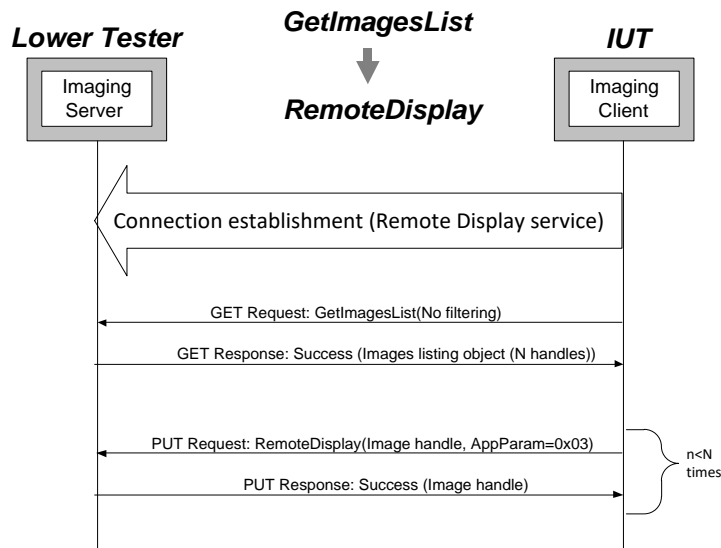 Lower Tester
GetImagesList
IUT
Imaging
Server
RemoteDisplay
Imaging
Client
Connection establishment (Remote Display service)
GET Request: GetImagesList(No filtering)
GET Response: Success (Images listing object (N handles))
PUT Request: RemoteDisplay(Image handle, AppParam=0x03)
n<N
times
PUT Response: Success (Image handle)